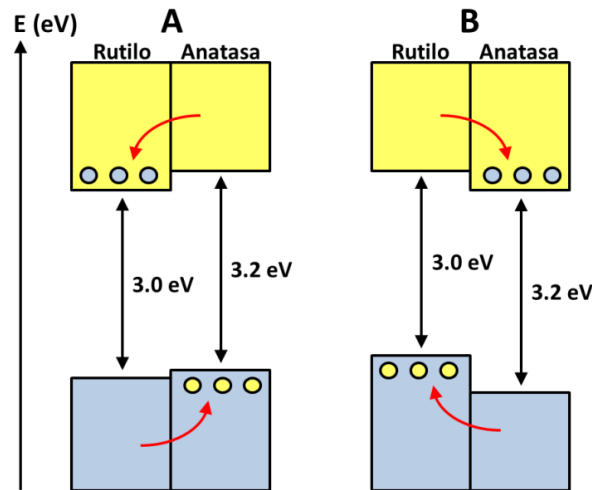 E (eV)
A
B
Rutilo Anatasa
Rutilo Anatasa
3.0 eV
3.2 eV
3.0 eV
3.2 eV